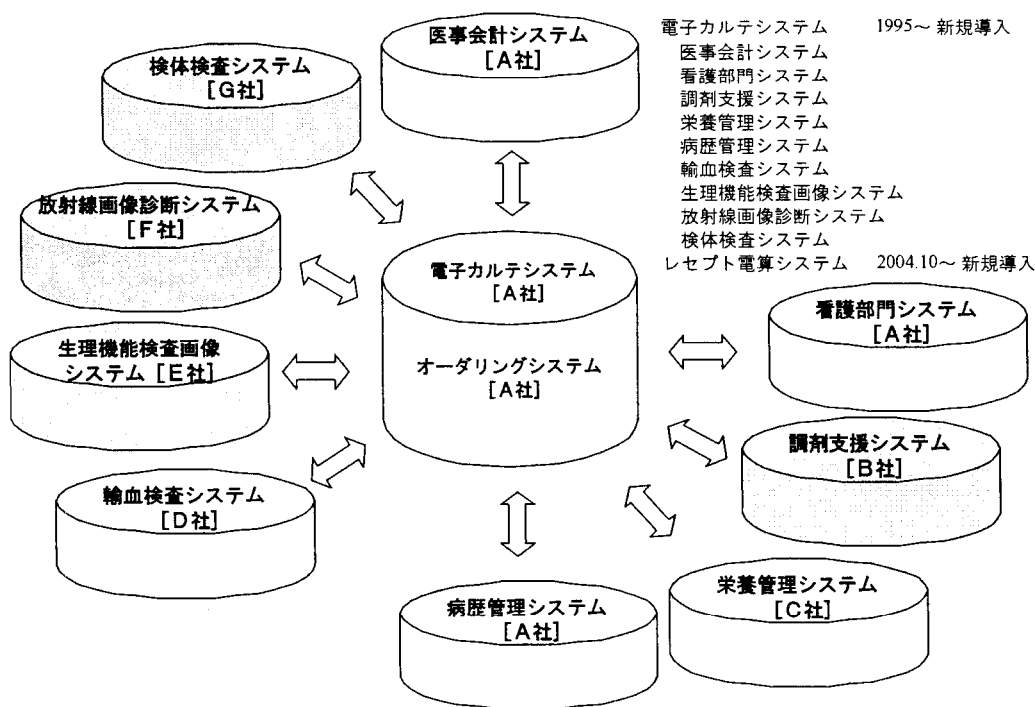 医事会計システム
[A社]
検体検査システム
[G社]
放射線画像診断システム
[F社]
生理機能検査画像
システム [E社]
輸血検査システム
[D社]
電子カルテシステム
[A社]
オーダリングシステム
[A社]
病歴管理システム
[A社]
栄養管理システム
[C社]
調剤支援システム
[B社]
看護部門システム
[A社]
電子カルテシステム 1995~ 新規導入
医事会計システム
看護部門システム
調剤支援システム
栄養管理システム
病歴管理システム
輸血検査システム
生理機能検査画像システム
放射線画像診断システム
検体検査システム
レセプト電算システム 2004.10~ 新規導入